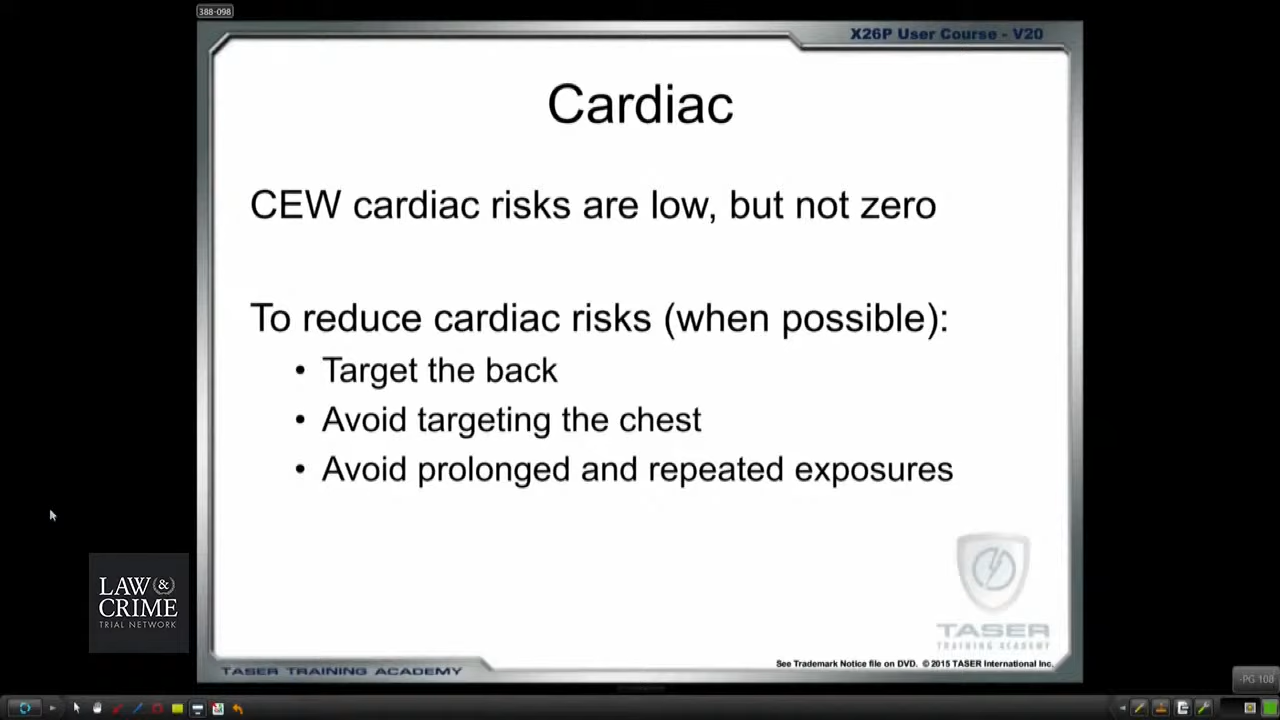 388-098
X26P User Course - V20
Cardiac
CEW cardiac risks are low, but not zero
To reduce cardiac risks (when possible):
• Target the back
• Avoid targeting the chest
• Avoid prolonged and repeated exposures
LAW &
CRIME
TRIAL NETWORK
TASER
TRAINING ACADEMY
TASER TRAINING ACADEMY
See Trademark Notice file on DVD. © 2015 TASER International Inc.
-PG 108